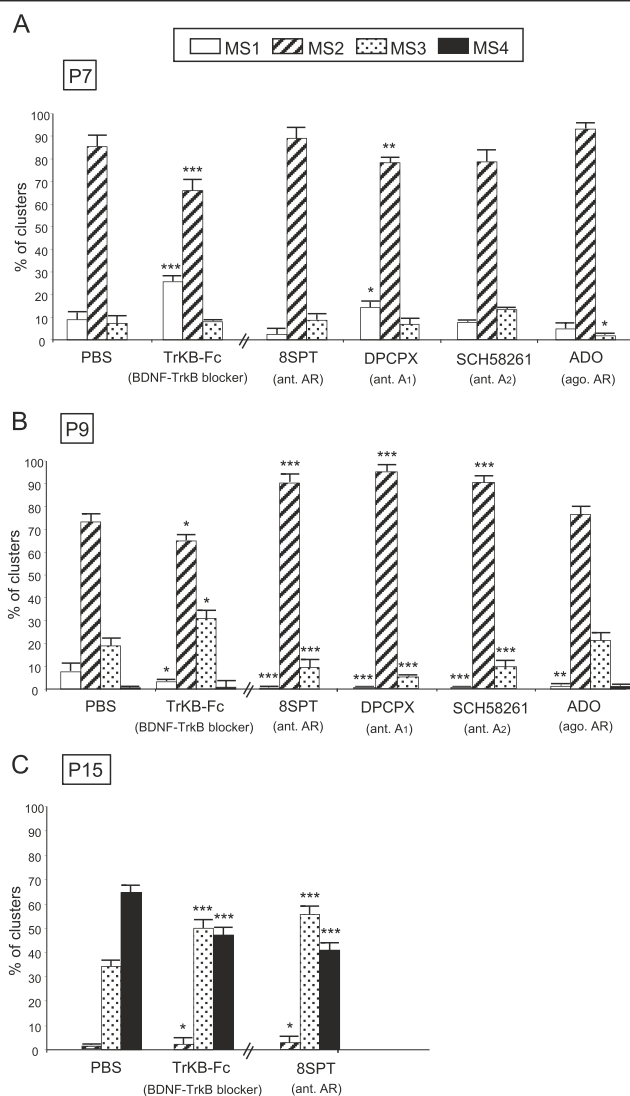 A
MS1 MS2 MS3 MS4
P7
% of clusters
100
90
80
70
60
50
40
30
20
10
0
*** *** * ** *
PBS TrKB-Fc 8SPT DPCPX SCH58261 ADO
(BDNF-TrkB blocker) (ant. AR) (ant. A1) (ant. A2) (ago. AR)
B
P9
% of clusters
100
90
80
70
60
50
40
30
20
10
0
* * * *** *** *** *** *** *** *** *** *** **
PBS TrKB-Fc 8SPT DPCPX SCH58261 ADO
(BDNF-TrkB blocker) (ant. AR) (ant. A1) (ant. A2) (ago. AR)
C
P15
% of clusters
100
90
80
70
60
50
40
30
20
10
0
* *** *** * *** ***
PBS TrKB-Fc 8SPT
(BDNF-TrkB blocker) (ant. AR)